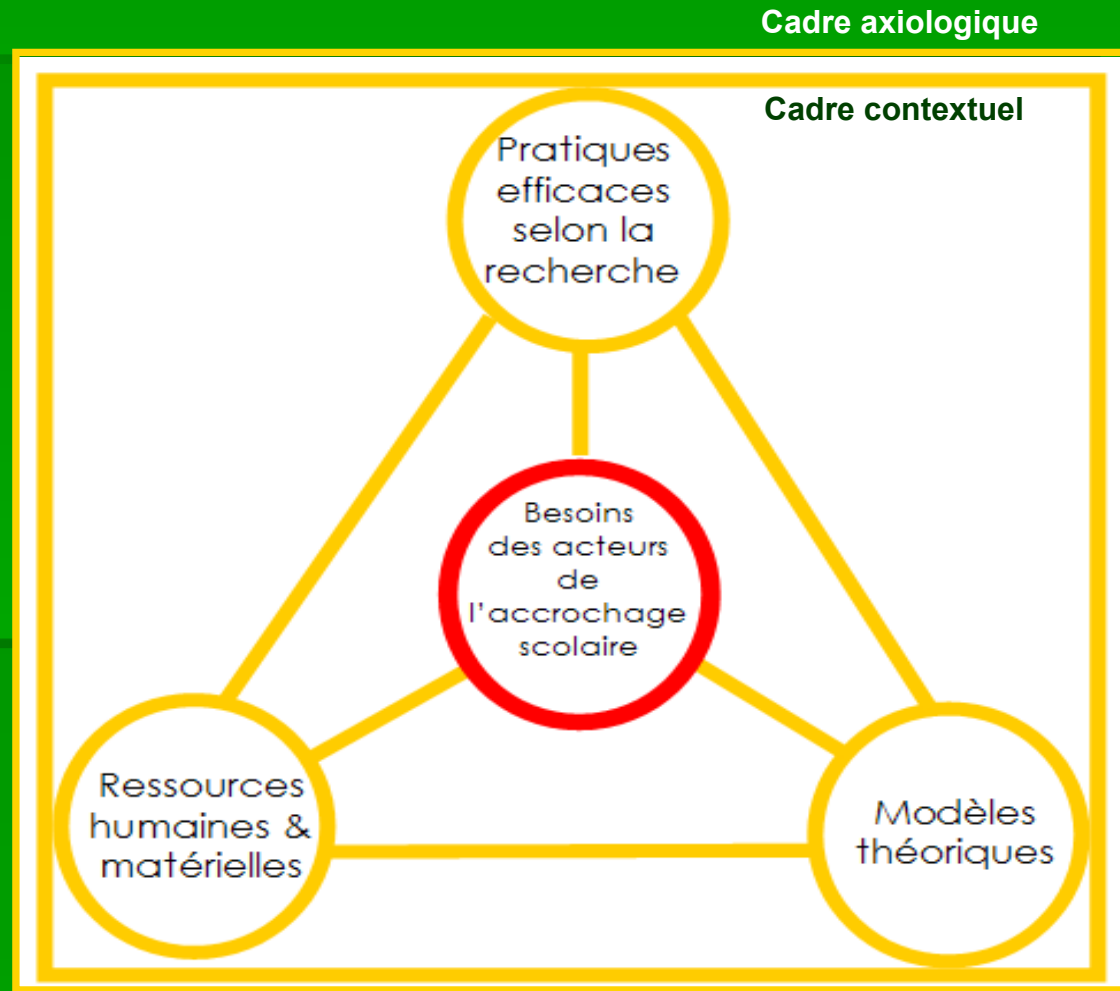 Cadre axiologique
Cadre contextuel
Pratiques
efficaces
selon la
recherche
Besoins
des acteurs
de
l'accrochage
scolaire
Ressources
humaines &
matérielles
Modèles
théoriques